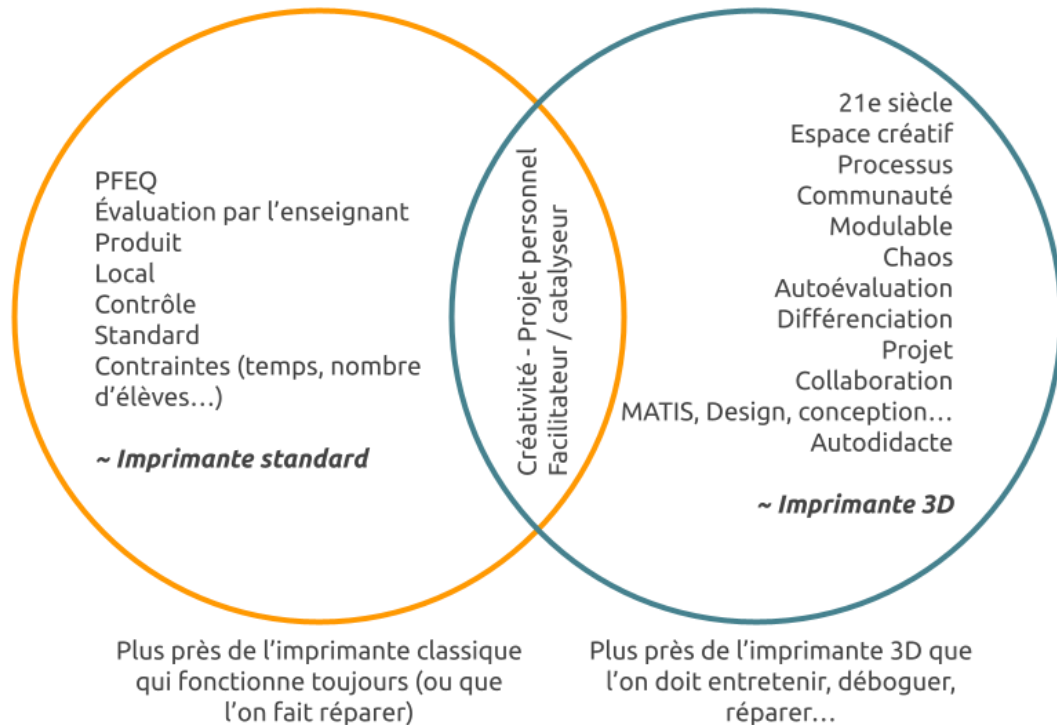 PFEQ
Évaluation par l’enseignant
Produit
Local
Contrôle
Standard
Contraintes (temps, nombre
d’élèves…)
~ Imprimante standard
Créativité - Projet personnel
Facilitateur / catalyseur
21e siècle
Espace créatif
Processus
Communauté
Modulable
Chaos
Autoévaluation
Différenciation
Projet
Collaboration
MATIS, Design, conception…
Autodidacte
~ Imprimante 3D
Plus près de l’imprimante classique
qui fonctionne toujours (ou que
l’on fait réparer)
Plus près de l’imprimante 3D que
l’on doit entretenir, déboguer,
réparer…